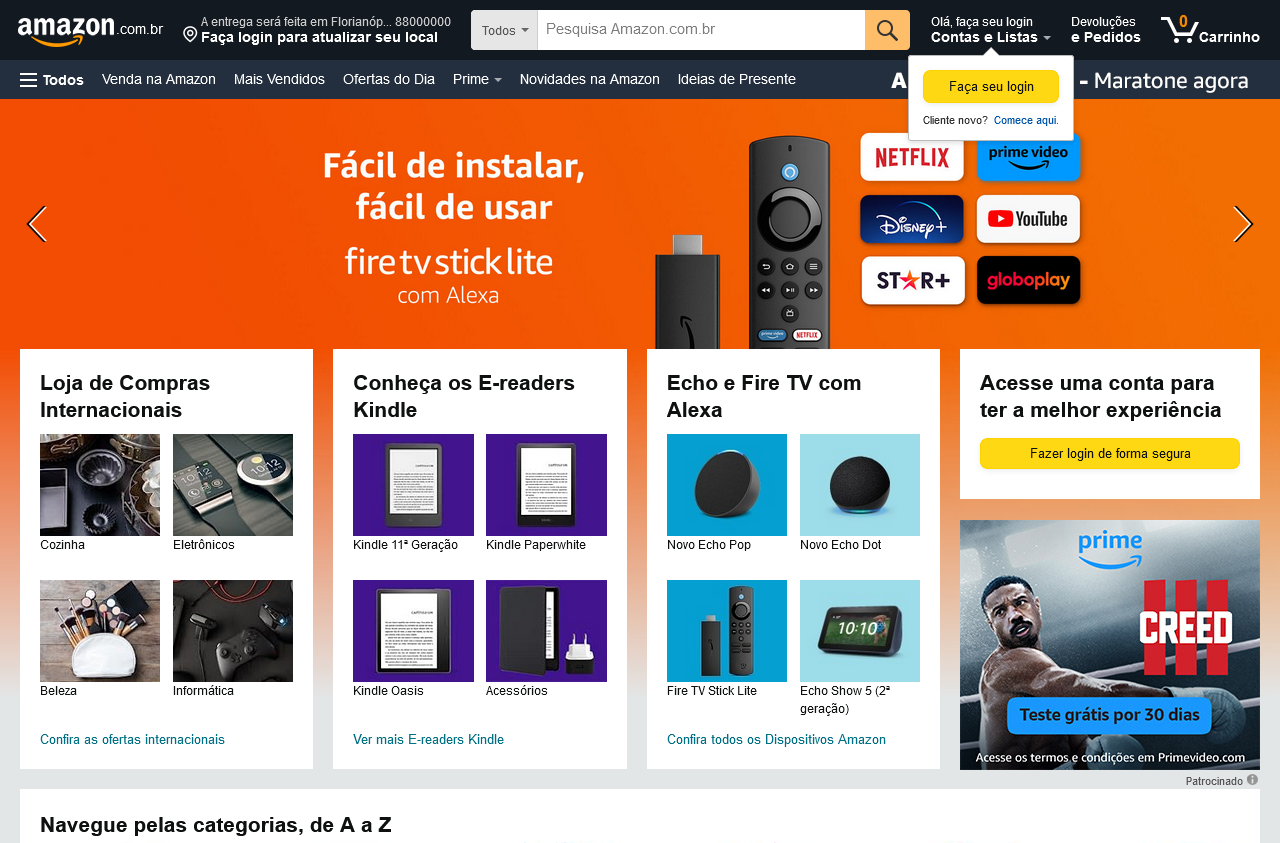 amazon.com.br
A entrega será feita em Florianóp... 88000000
Faça login para atualizar seu local
Todos
Pesquisa Amazon.com.br
Olá, faça seu login
Contas e Listas
Devoluções
e Pedidos
0
Carrinho
Todos
Venda na Amazon
Mais Vendidos
Ofertas do Dia
Prime
Novidades na Amazon
Ideias de Presente
A
- Maratone agora
Faça seu login
Cliente novo? Comece aqui.
Fácil de instalar,
fácil de usar
fire tv stick lite
com Alexa
prime video
NETFLIX
NETFLIX
prime video
Disney+
YouTube
STAR+
globoplay
Loja de Compras
Internacionais
Cozinha
Eletrônicos
Beleza
Informática
Confira as ofertas internacionais
Conheça os E-readers
Kindle
Kindle 11ª Geração
Kindle Paperwhite
Kindle Oasis
Acessórios
Ver mais E-readers Kindle
Echo e Fire TV com
Alexa
Novo Echo Pop
Novo Echo Dot
Fire TV Stick Lite
10:10
Echo Show 5 (2ª
geração)
Confira todos os Dispositivos Amazon
Acesse uma conta para
ter a melhor experiência
Fazer login de forma segura
prime
CREED
III
Teste grátis por 30 dias
Acesse os termos e condições em Primevideo.com
Patrocinado
Navegue pelas categorias, de A a Z